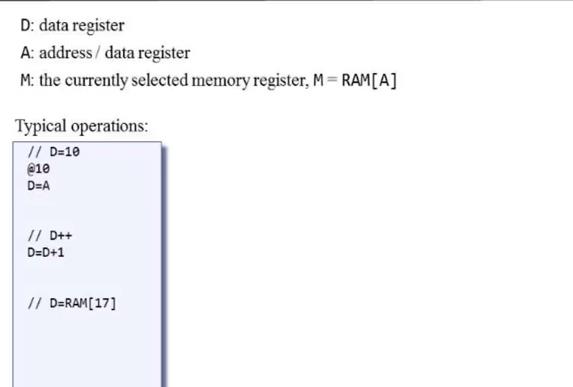 D: data register
A: address / data register
M: the currently selected memory register, M = RAM[A]
Typical operations:
// D=10
@10
D=A
// D++
D=D+1
// D=RAM[17]